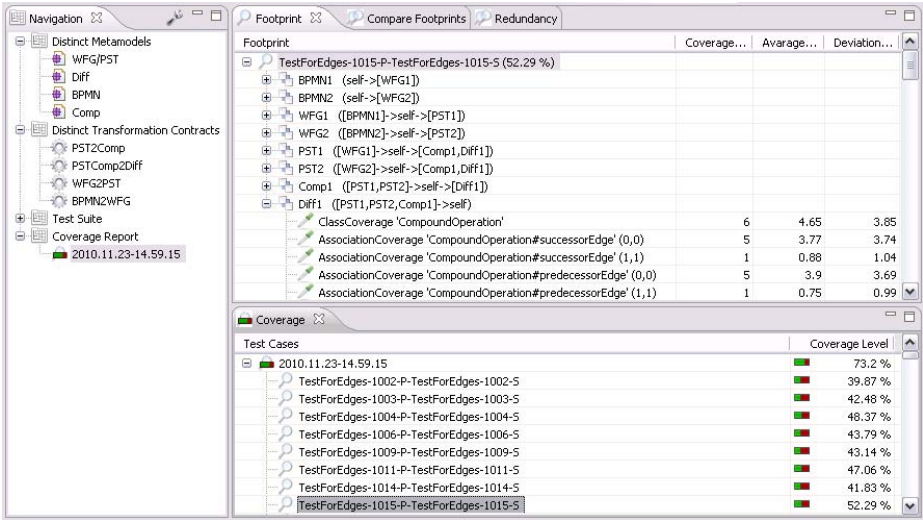 Navigation
Distinct Metamodels
WFG/PST
Diff
BPMN
Comp
Distinct Transformation Contracts
PST2Comp
PSTComp2Diff
WFG2PST
BPMN2WFG
Test Suite
Coverage Report
2010.11.23-14.59.15
Footprint Compare Footprints Redundancy
Footprint Coverage... Avarage... Deviation...
TestForEdges-1015-P-TestForEdges-1015-S (52.29 %)
BPMN1 (self->[WFG1])
BPMN2 (self->[WFG2])
WFG1 ([BPMN1]->self->[PST1])
WFG2 ([BPMN2]->self->[PST2])
PST1 ([WFG1]->self->[Comp1,Diff1])
PST2 ([WFG2]->self->[Comp1,Diff1])
Comp1 ([PST1,PST2]->self->[Diff1])
Diff1 ([PST1,PST2,Comp1]->self)
ClassCoverage 'CompoundOperation' 6 4.65 3.85
AssociationCoverage 'CompoundOperation#successorEdge' (0,0) 5 3.77 3.74
AssociationCoverage 'CompoundOperation#successorEdge' (1,1) 1 0.88 1.04
AssociationCoverage 'CompoundOperation#predecessorEdge' (0,0) 5 3.9 3.69
AssociationCoverage 'CompoundOperation#predecessorEdge' (1,1) 1 0.75 0.99
Coverage
Test Cases Coverage Level
2010.11.23-14.59.15 73.2 %
TestForEdges-1002-P-TestForEdges-1002-S 39.87 %
TestForEdges-1003-P-TestForEdges-1003-S 42.48 %
TestForEdges-1004-P-TestForEdges-1004-S 48.37 %
TestForEdges-1006-P-TestForEdges-1006-S 43.79 %
TestForEdges-1009-P-TestForEdges-1009-S 43.14 %
TestForEdges-1011-P-TestForEdges-1011-S 47.06 %
TestForEdges-1014-P-TestForEdges-1014-S 41.83 %
TestForEdges-1015-P-TestForEdges-1015-S 52.29 %